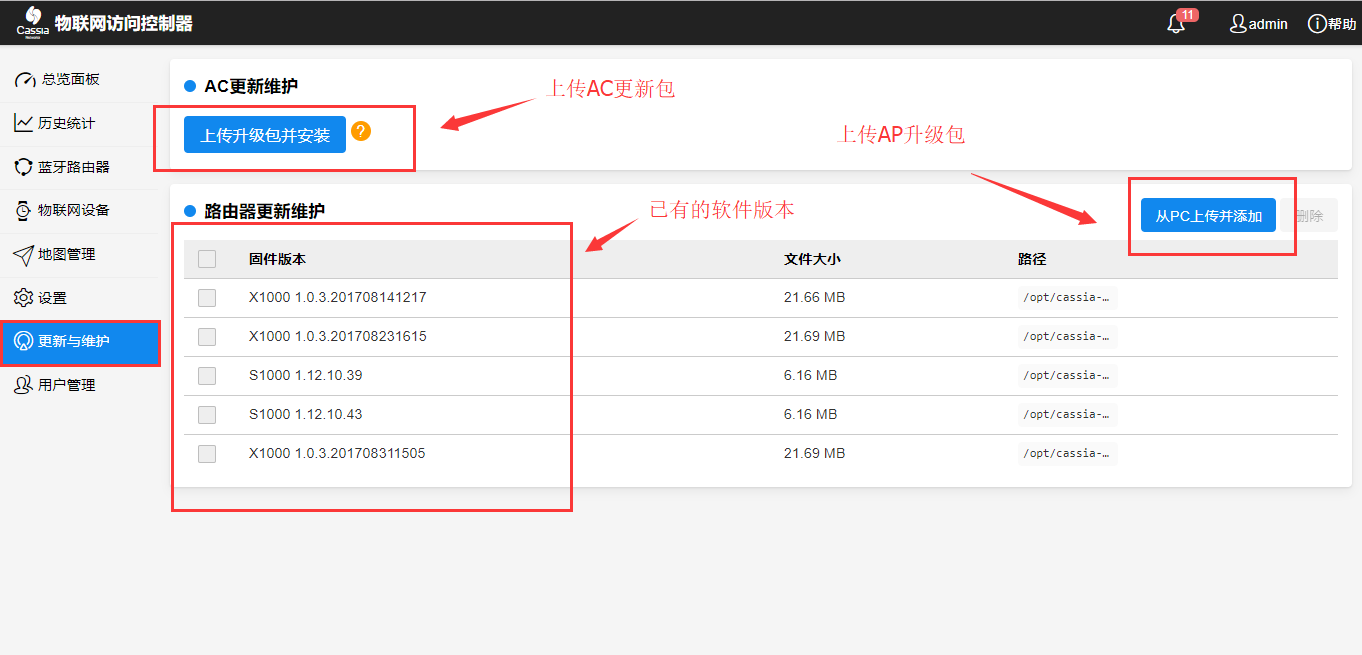 Cassia 物联网访问控制器
11
admin
帮助
总览面板
历史统计
蓝牙路由器
物联网设备
地图管理
设置
更新与维护
用户管理
AC更新维护
上传升级包并安装 ?
上传AC更新包
上传AP升级包
路由器更新维护
已有的软件版本
从PC上传并添加
删除
固件版本 文件大小 路径
X1000 1.0.3.201708141217 21.66 MB /opt/cassia-…
X1000 1.0.3.201708231615 21.69 MB /opt/cassia-…
S1000 1.12.10.39 6.16 MB /opt/cassia-…
S1000 1.12.10.43 6.16 MB /opt/cassia-…
X1000 1.0.3.201708311505 21.69 MB /opt/cassia-…